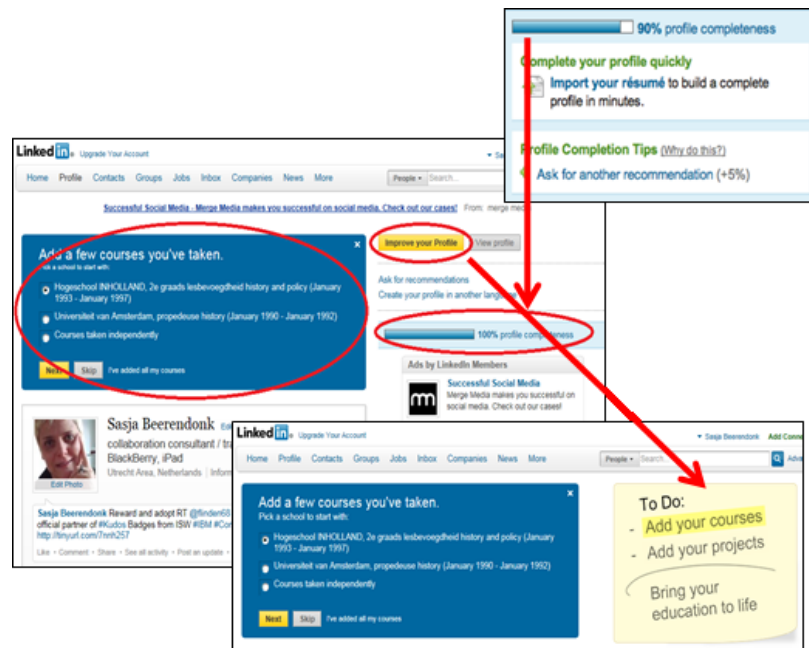 90% profile completeness
Complete your profile quickly
Import your résumé to build a complete
profile in minutes.
Profile Completion Tips (Why do this?)
Ask for another recommendation (+5%)
Linked in Upgrade Your Account
Home Profile Contacts Groups Jobs Inbox Companies News More
People Search...
Successful Social Media - Merge Media makes you successful on social media. Check out our cases! From: merge
Add a few courses you've taken.
Pick a school to start with:
Hogeschool INHOLLAND, 2e graads lesbevoegdheid history and policy (January
1993 - January 1997)
Universiteit van Amsterdam, propedeuse history (January 1990 - January 1992)
Courses taken independently
Next Skip I've added all my courses
Improve your Profile View profile
Ask for recommendations
Create your profile in another
100% profile completeness
Ads by LinkedIn Members
Successful Social Media
Merge Media makes you successful on
social media. Check out our cases!
Sasja Beerendonk
collaboration consultant /
BlackBerry, iPad
Utrecht Area, Netherlands
Edit Photo
Sasja Beerendonk Reward and adopt RT
official partner of #Kudos Badges from ISW #IBM
http://tinyurl.com/7nnh257
Like • Comment • Share • See all activity • Post an update
Linked in Upgrade Your Account
Sasja Beerendonk Add
Home Profile Contacts Groups Jobs Inbox Companies News More
People Search...
Add a few courses you've taken.
Pick a school to start with:
Hogeschool INHOLLAND, 2e graads lesbevoegdheid history and policy (January
1993 - January 1997)
Universiteit van Amsterdam, propedeuse history (January 1990 - January 1992)
Courses taken independently
Next Skip I've added all my courses
To Do:
- Add your courses
- Add your projects
Bring your
education to life